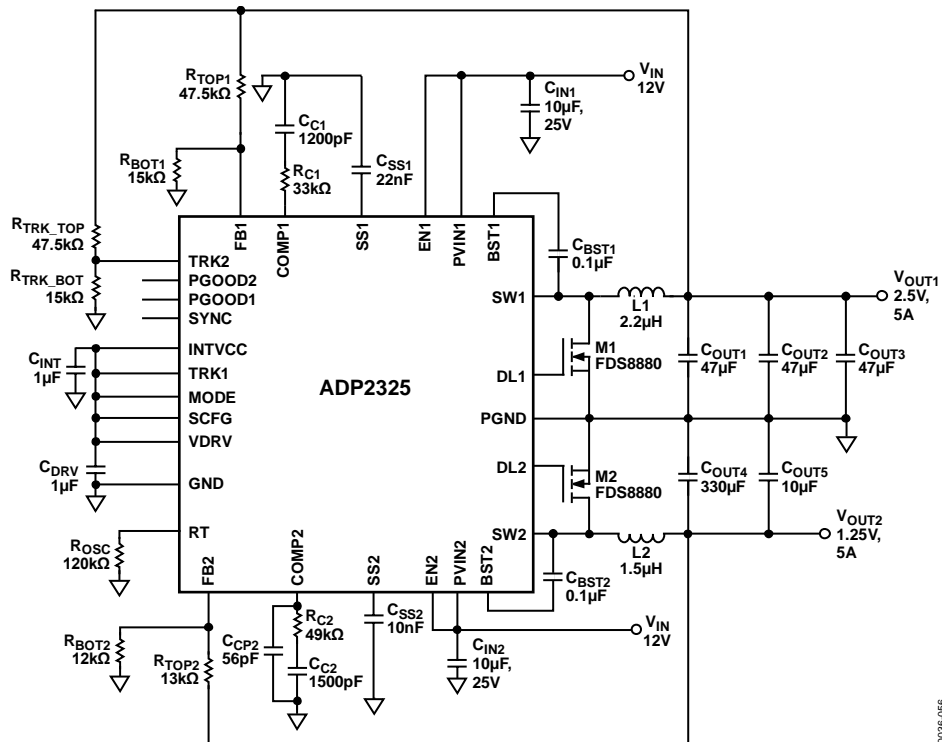 RTOP1
47.5kΩ
CC1
1200pF
RC1
33kΩ
CSS1
22nF
CIN1
10µF,
25V
VIN
12V
RBOT1
15kΩ
RTRK_TOP
47.5kΩ
RTRK_BOT
15kΩ
FB1
COMP1
SS1
EN1
PVIN1
BST1
CBST1
0.1µF
TRK2
PGOOD2
PGOOD1
SYNC
INTVCC
TRK1
MODE
SCFG
VDRV
GND
RT
CINT
1µF
CDRV
1µF
ROSC
120kΩ
ADP2325
SW1
DL1
PGND
DL2
SW2
L1
2.2µH
M1
FDS8880
VOUT1
2.5V,
5A
COUT1
47µF
COUT2
47µF
COUT3
47µF
M2
FDS8880
COUT4
330µF
COUT5
10µF
L2
1.5µH
VOUT2
1.25V,
5A
FB2
COMP2
SS2
EN2
PVIN2
BST2
CBST2
0.1µF
RBOT2
12kΩ
RTOP2
13kΩ
CCP2
56pF
RC2
49kΩ
CC2
1500pF
CSS2
10nF
CIN2
10µF,
25V
VIN
12V